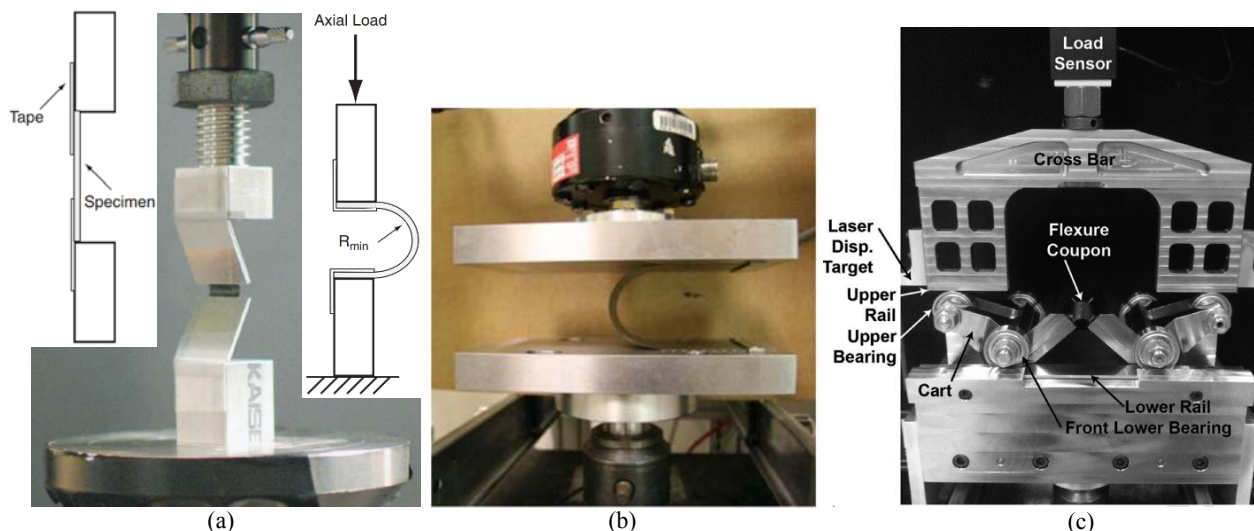 Tape
Specimen
Axial Load
Rmin
KAISE
A
(a)
(b)
Load
Sensor
Cross Bar
Laser
Disp.
Target
Flexure
Coupon
Upper
Rail
Upper
Bearing
Cart
Lower Rail
Front Lower Bearing
(c)